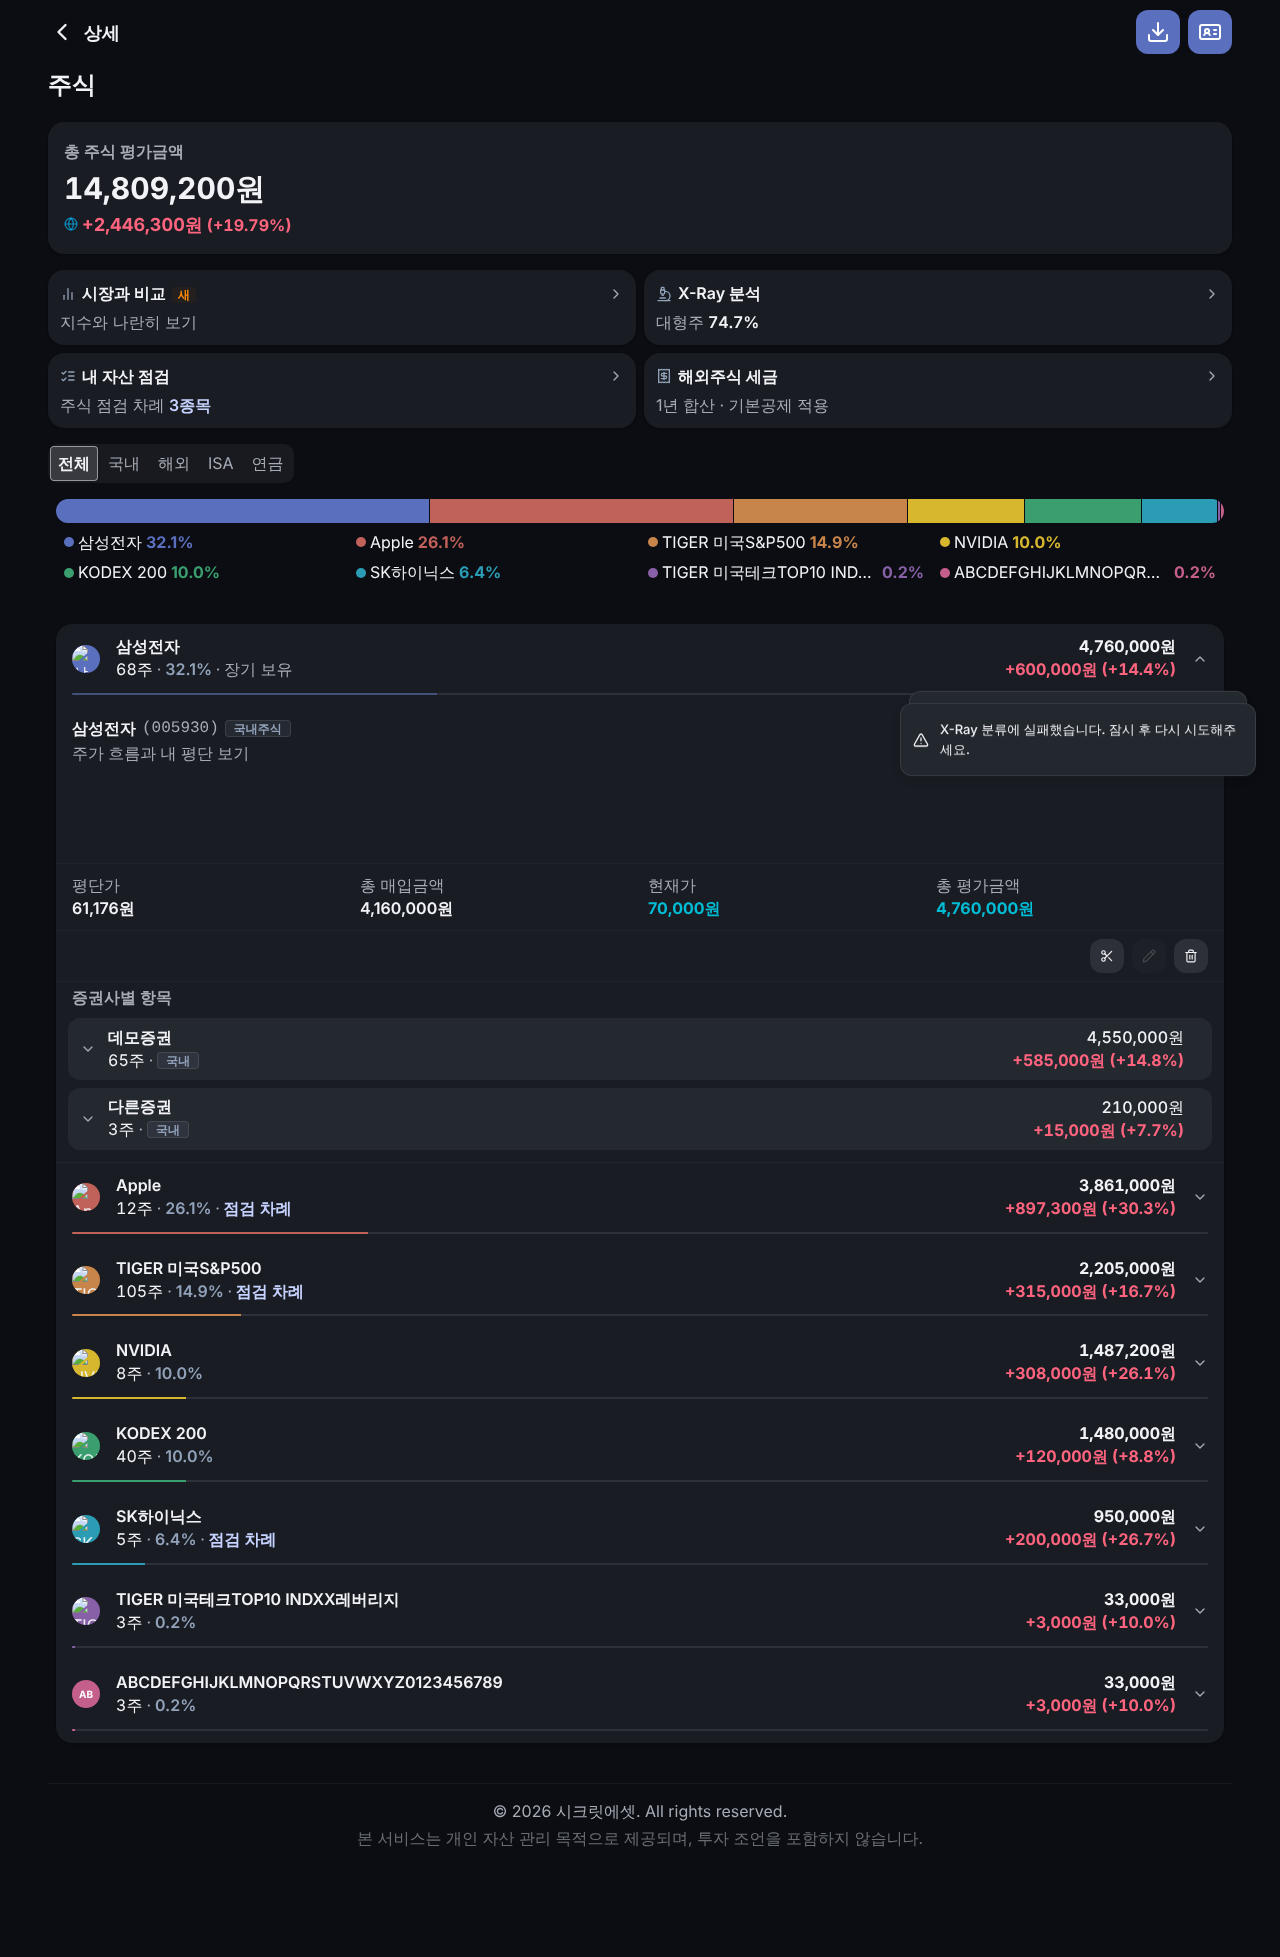 상세
주식
총 주식 평가금액
14,809,200원
+2,446,300원 (+19.79%)
시장과 비교 새
지수와 나란히 보기
X-Ray 분석
대형주 74.7%
내 자산 점검
주식 점검 차례 3종목
해외주식 세금
1년 합산 · 기본공제 적용
전체 국내 해외 ISA 연금
삼성전자 32.1% Apple 26.1% TIGER 미국S&P500 14.9% NVIDIA 10.0%
KODEX 200 10.0% SK하이닉스 6.4% TIGER 미국테크TOP10 IND... 0.2% ABCDEFGHIJKLMNOPQR... 0.2%
삼성전자 4,760,000원
68주 · 32.1% · 장기 보유 +600,000원 (+14.4%)
삼성전자 (005930) 국내주식
주가 흐름과 내 평단 보기
X-Ray 분류에 실패했습니다. 잠시 후 다시 시도해주
세요.
평단가 총 매입금액 현재가 총 평가금액
61,176원 4,160,000원 70,000원 4,760,000원
증권사별 항목
데모증권 4,550,000원
65주 · 국내 +585,000원 (+14.8%)
다른증권 210,000원
3주 · 국내 +15,000원 (+7.7%)
Apple 3,861,000원
12주 · 26.1% · 점검 차례 +897,300원 (+30.3%)
TIGER 미국S&P500 2,205,000원
105주 · 14.9% · 점검 차례 +315,000원 (+16.7%)
NVIDIA 1,487,200원
8주 · 10.0% +308,000원 (+26.1%)
KODEX 200 1,480,000원
40주 · 10.0% +120,000원 (+8.8%)
SK하이닉스 950,000원
5주 · 6.4% · 점검 차례 +200,000원 (+26.7%)
TIGER 미국테크TOP10 INDXX레버리지 33,000원
3주 · 0.2% +3,000원 (+10.0%)
AB ABCDEFGHIJKLMNOPQRSTUVWXYZ0123456789 33,000원
3주 · 0.2% +3,000원 (+10.0%)
© 2026 시크릿에셋. All rights reserved.
본 서비스는 개인 자산 관리 목적으로 제공되며, 투자 조언을 포함하지 않습니다.